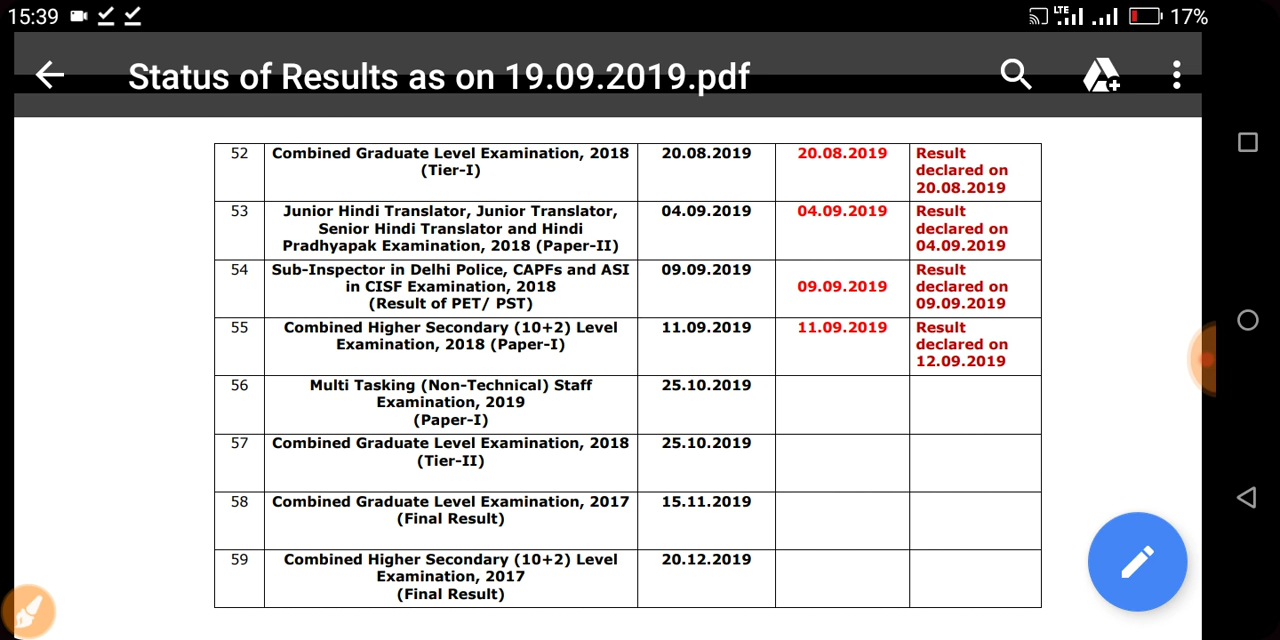 15:39
LTE
17%
Status of Results as on 19.09.2019.pdf
52 Combined Graduate Level Examination, 2018 20.08.2019 20.08.2019 Result
(Tier-I) declared on
20.08.2019
53 Junior Hindi Translator, Junior Translator, 04.09.2019 04.09.2019 Result
Senior Hindi Translator and Hindi declared on
Pradhyapak Examination, 2018 (Paper-II) 04.09.2019
54 Sub-Inspector in Delhi Police, CAPFs and ASI 09.09.2019 Result
in CISF Examination, 2018 09.09.2019 declared on
(Result of PET/ PST) 09.09.2019
55 Combined Higher Secondary (10+2) Level 11.09.2019 11.09.2019 Result
Examination, 2018 (Paper-I) declared on
12.09.2019
56 Multi Tasking (Non-Technical) Staff 25.10.2019
Examination, 2019
(Paper-I)
57 Combined Graduate Level Examination, 2018 25.10.2019
(Tier-II)
58 Combined Graduate Level Examination, 2017 15.11.2019
(Final Result)
59 Combined Higher Secondary (10+2) Level 20.12.2019
Examination, 2017
(Final Result)